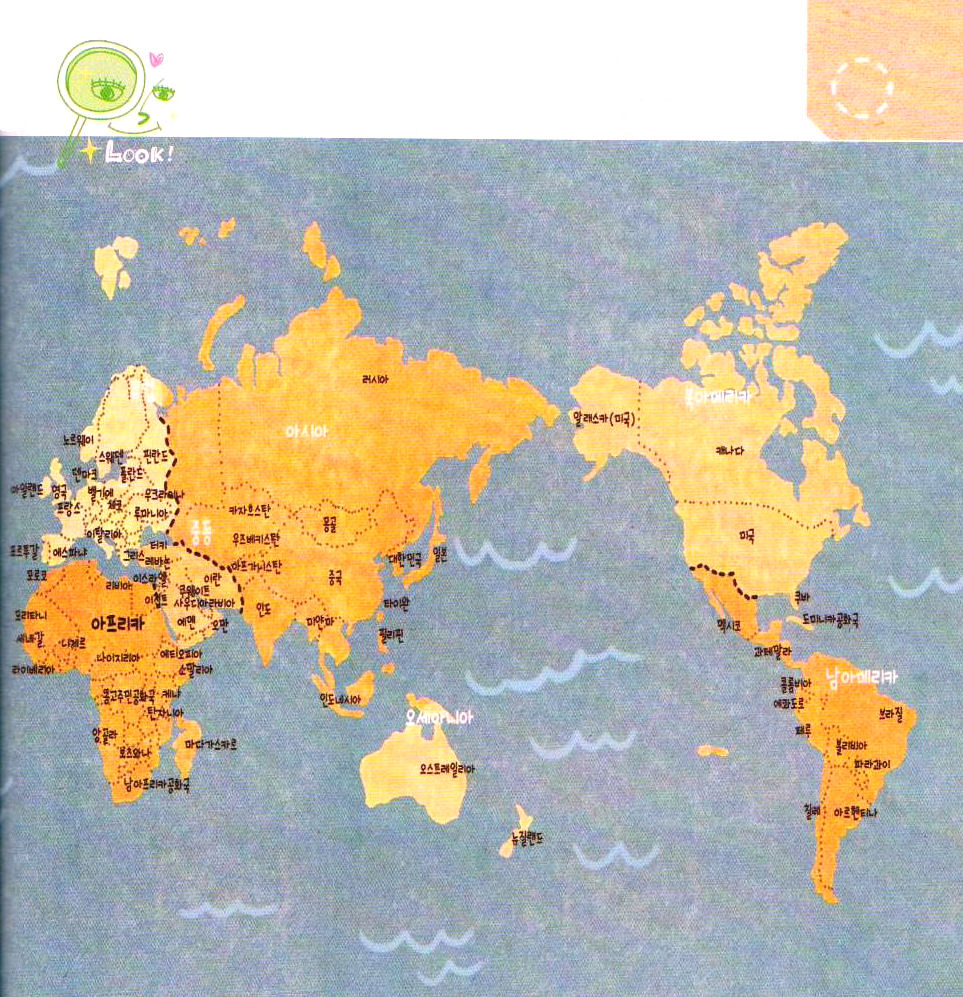 Look!
러시아
아시아
북아메리카
알래스카(미국)
캐나다
노르웨이
스웨덴
핀란드
덴마크
폴란드
아일랜드
영국
벨기에
체코
우크라이나
프랑스
루마니아
카자흐스탄
몽골
중동
이탈리아
우즈베키스탄
미국
터키
포르투갈
에스파냐
그리스
레바논
아프가니스탄
대한민국
일본
모로코
리비아
이스라엘
이란
중국
쿠웨이트
이집트
사우디아라비아
인도
타이완
쿠바
모리타니
아프리카
예멘
오만
미얀마
멕시코
도미니카공화국
세네갈
니제르
필리핀
나이지리아
에티오피아
과테말라
라이베리아
소말리아
남아메리카
콜롬비아
콩고주민공화국
케냐
인도네시아
에콰도르
탄자니아
오세아니아
브라질
앙골라
페루
마다가스카르
보츠와나
볼리비아
오스트레일리아
파라과이
남아프리카공화국
칠레
아르헨티나
뉴질랜드